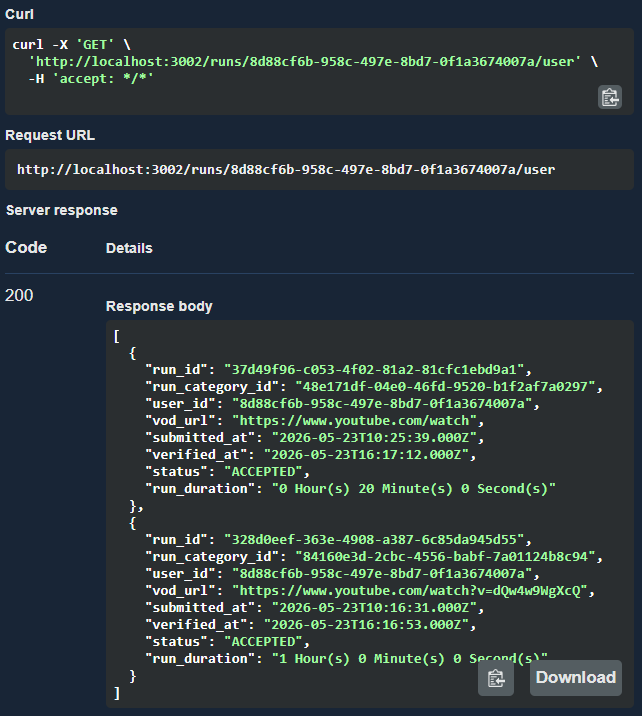 Curl
curl -X 'GET' \
  'http://localhost:3002/runs/8d88cf6b-958c-497e-8bd7-0f1a3674007a/user' \
  -H 'accept: */*'
Request URL
http://localhost:3002/runs/8d88cf6b-958c-497e-8bd7-0f1a3674007a/user
Server response
Code Details
200
Response body
[
  {
    "run_id": "37d49f96-c053-4f02-81a2-81cfc1ebd9a1",
    "run_category_id": "48e171df-04e0-46fd-9520-b1f2af7a0297",
    "user_id": "8d88cf6b-958c-497e-8bd7-0f1a3674007a",
    "vod_url": "https://www.youtube.com/watch",
    "submitted_at": "2026-05-23T10:25:39.000Z",
    "verified_at": "2026-05-23T16:17:12.000Z",
    "status": "ACCEPTED",
    "run_duration": "0 Hour(s) 20 Minute(s) 0 Second(s)"
  },
  {
    "run_id": "328d0eef-363e-4908-a387-6c85da945d55",
    "run_category_id": "84160e3d-2cbc-4556-babf-7a01124b8c94",
    "user_id": "8d88cf6b-958c-497e-8bd7-0f1a3674007a",
    "vod_url": "https://www.youtube.com/watch?v=dQw4w9WgXcQ",
    "submitted_at": "2026-05-23T10:16:31.000Z",
    "verified_at": "2026-05-23T16:16:53.000Z",
    "status": "ACCEPTED",
    "run_duration": "1 Hour(s) 0 Minute(s) 0 Second(s)"
  }
]
Download